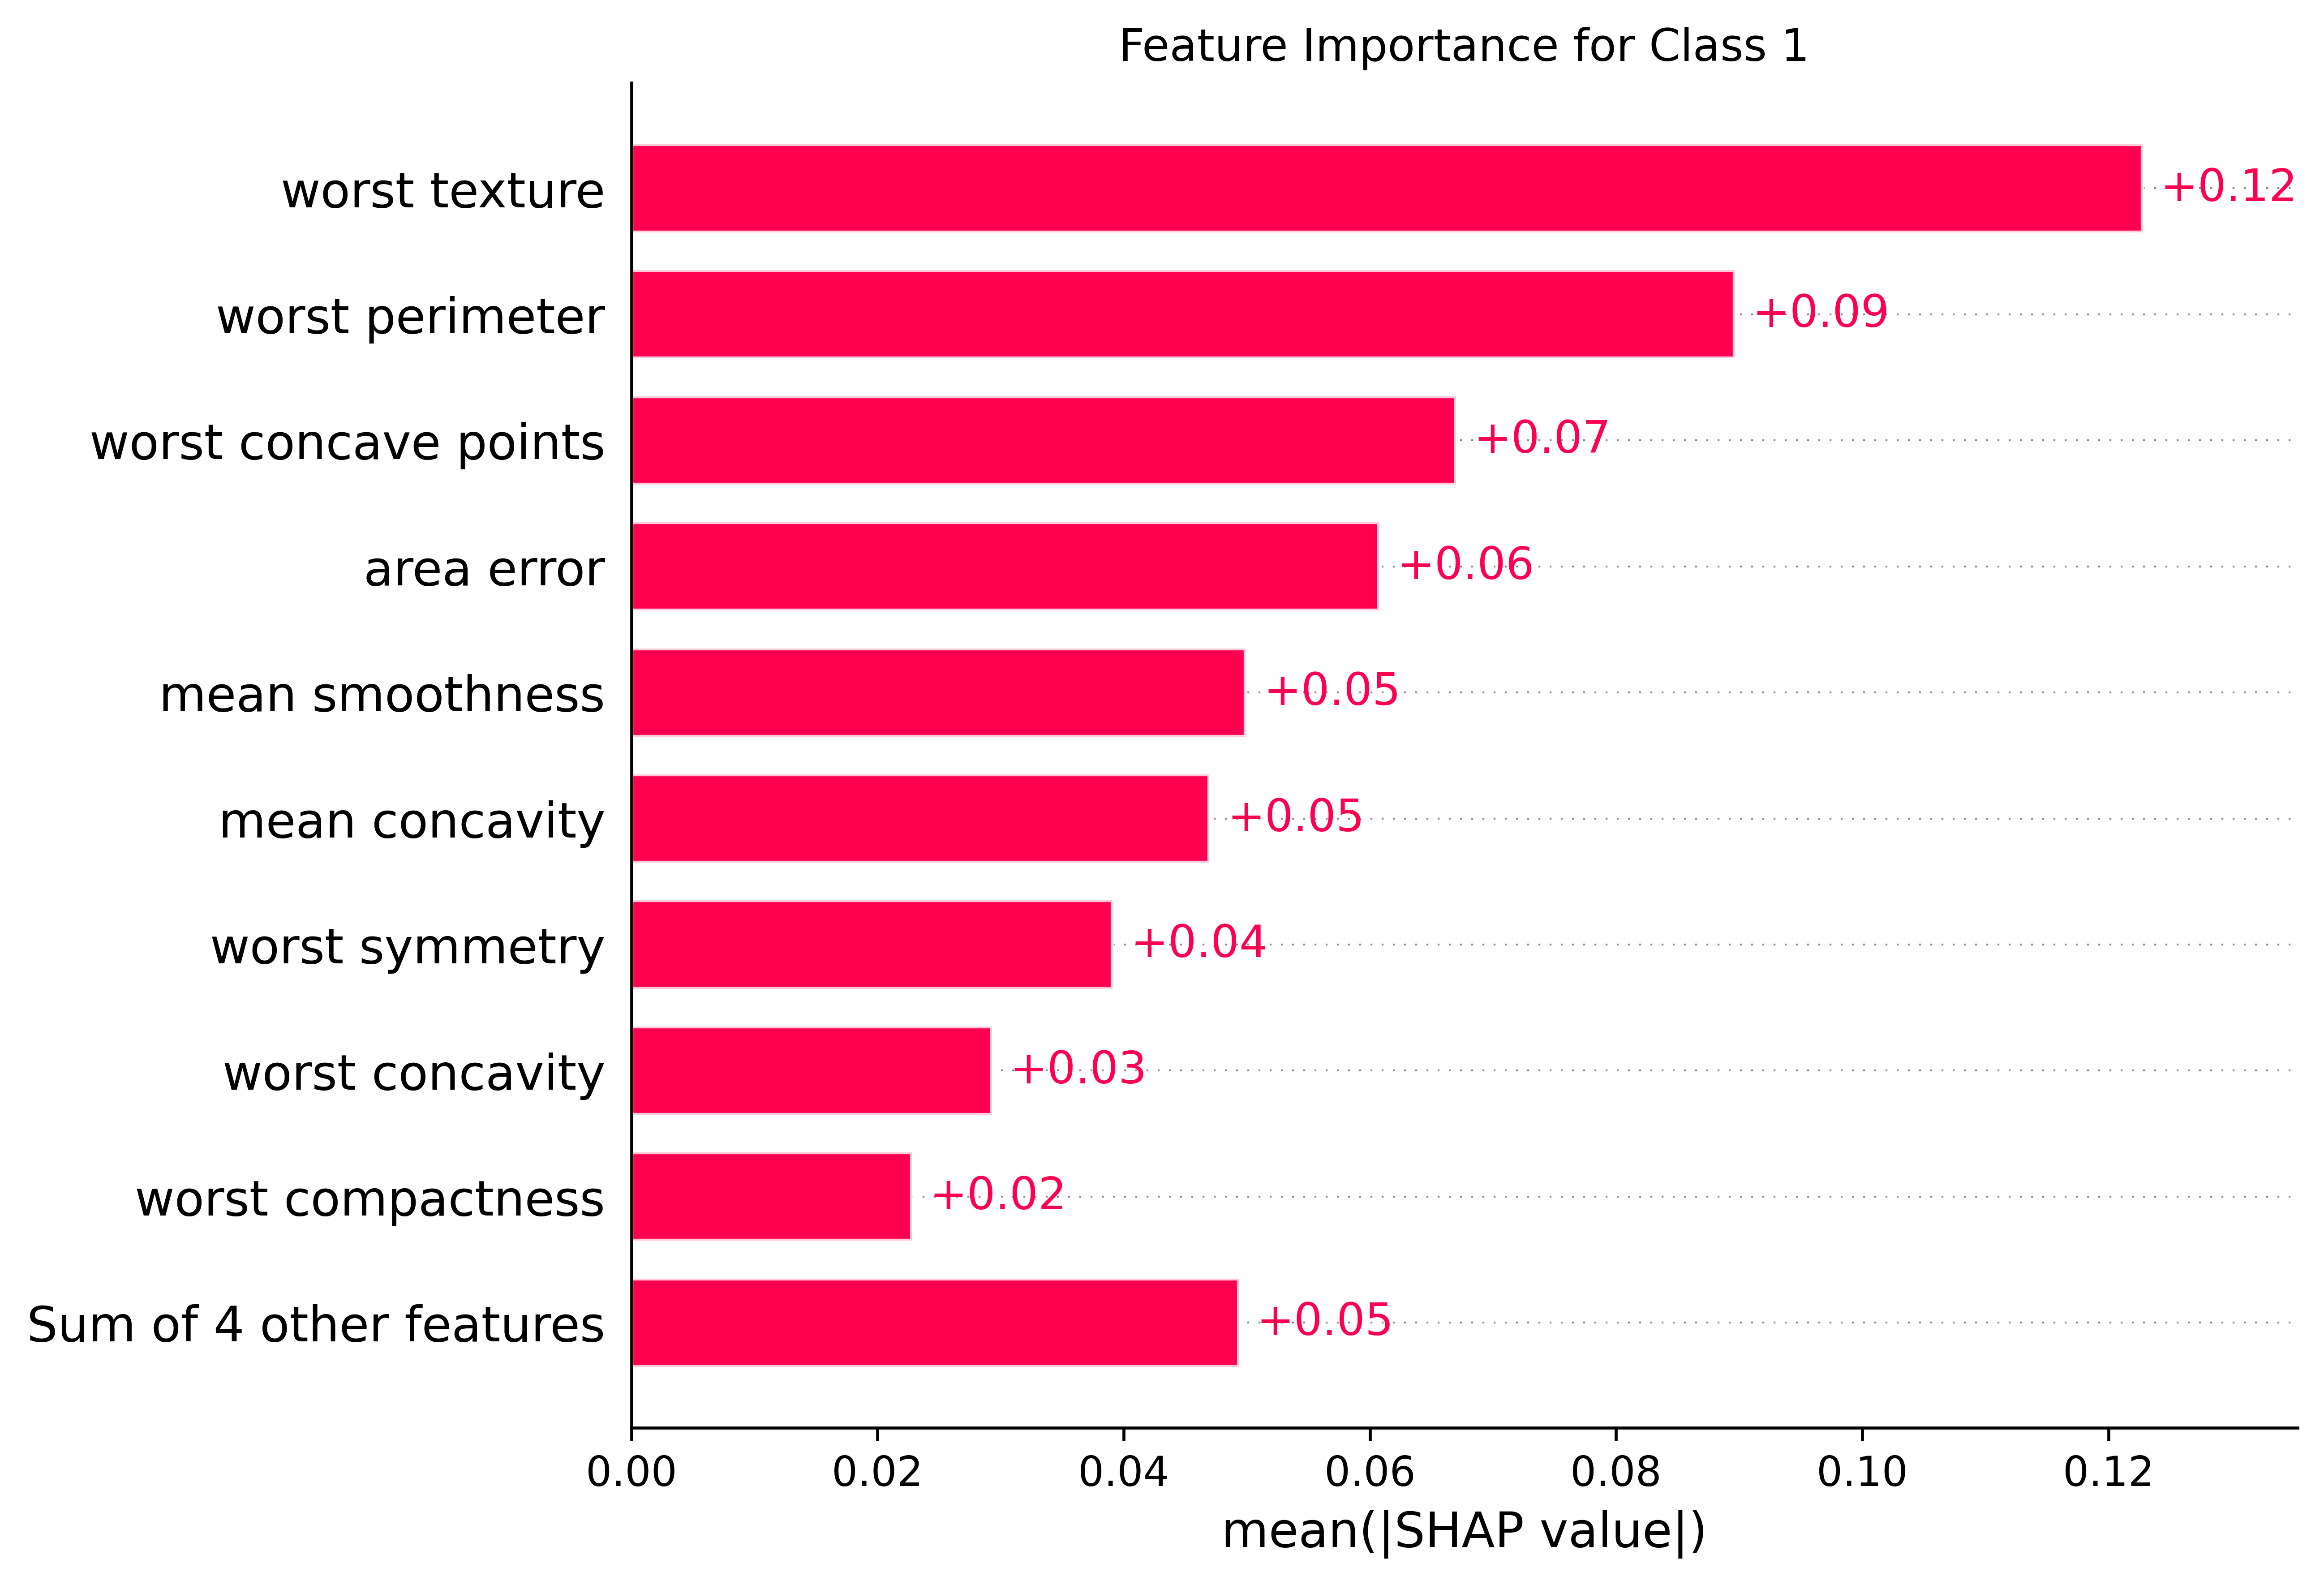 Feature Importance for Class 1
worst texture
+0.12
worst perimeter
+0.09
worst concave points
+0.07
area error
+0.06
mean smoothness
+0.05
mean concavity
+0.05
worst symmetry
+0.04
worst concavity
+0.03
worst compactness
+0.02
Sum of 4 other features
+0.05
0.00 0.02 0.04 0.06 0.08 0.10 0.12
mean(|SHAP value|)